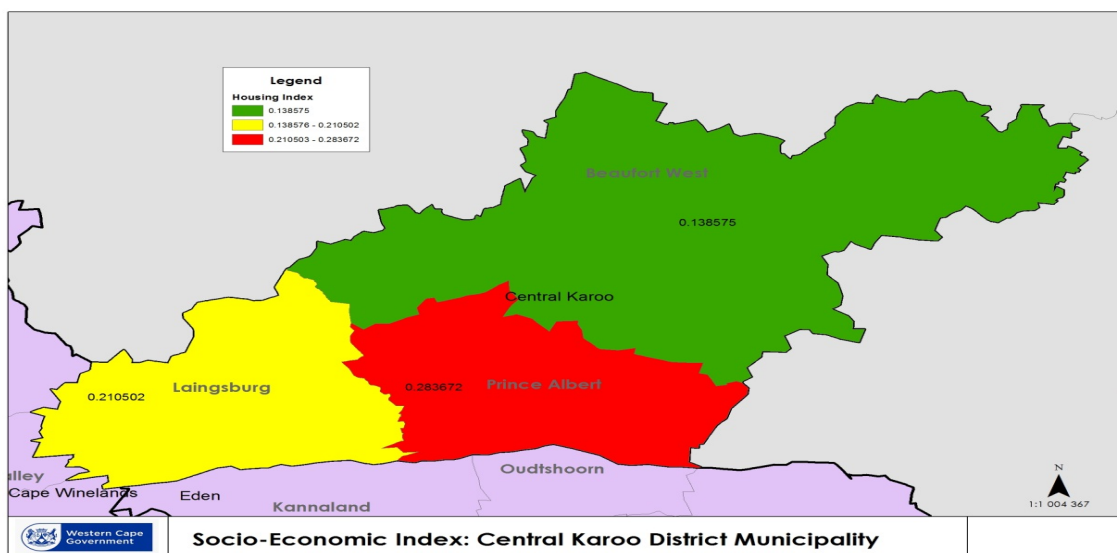 Legend
Housing Index
0.138575
0.138576 - 0.210502
0.210503 - 0.283672
Beaufort West
0.138575
Central Karoo
Laingsburg
0.210502
0.283672
Prince Albert
alley
Cape Winelands
Eden
Kannaland
Oudtshoorn
N
1:1 004 367
Western Cape
Government
Socio-Economic Index: Central Karoo District Municipality